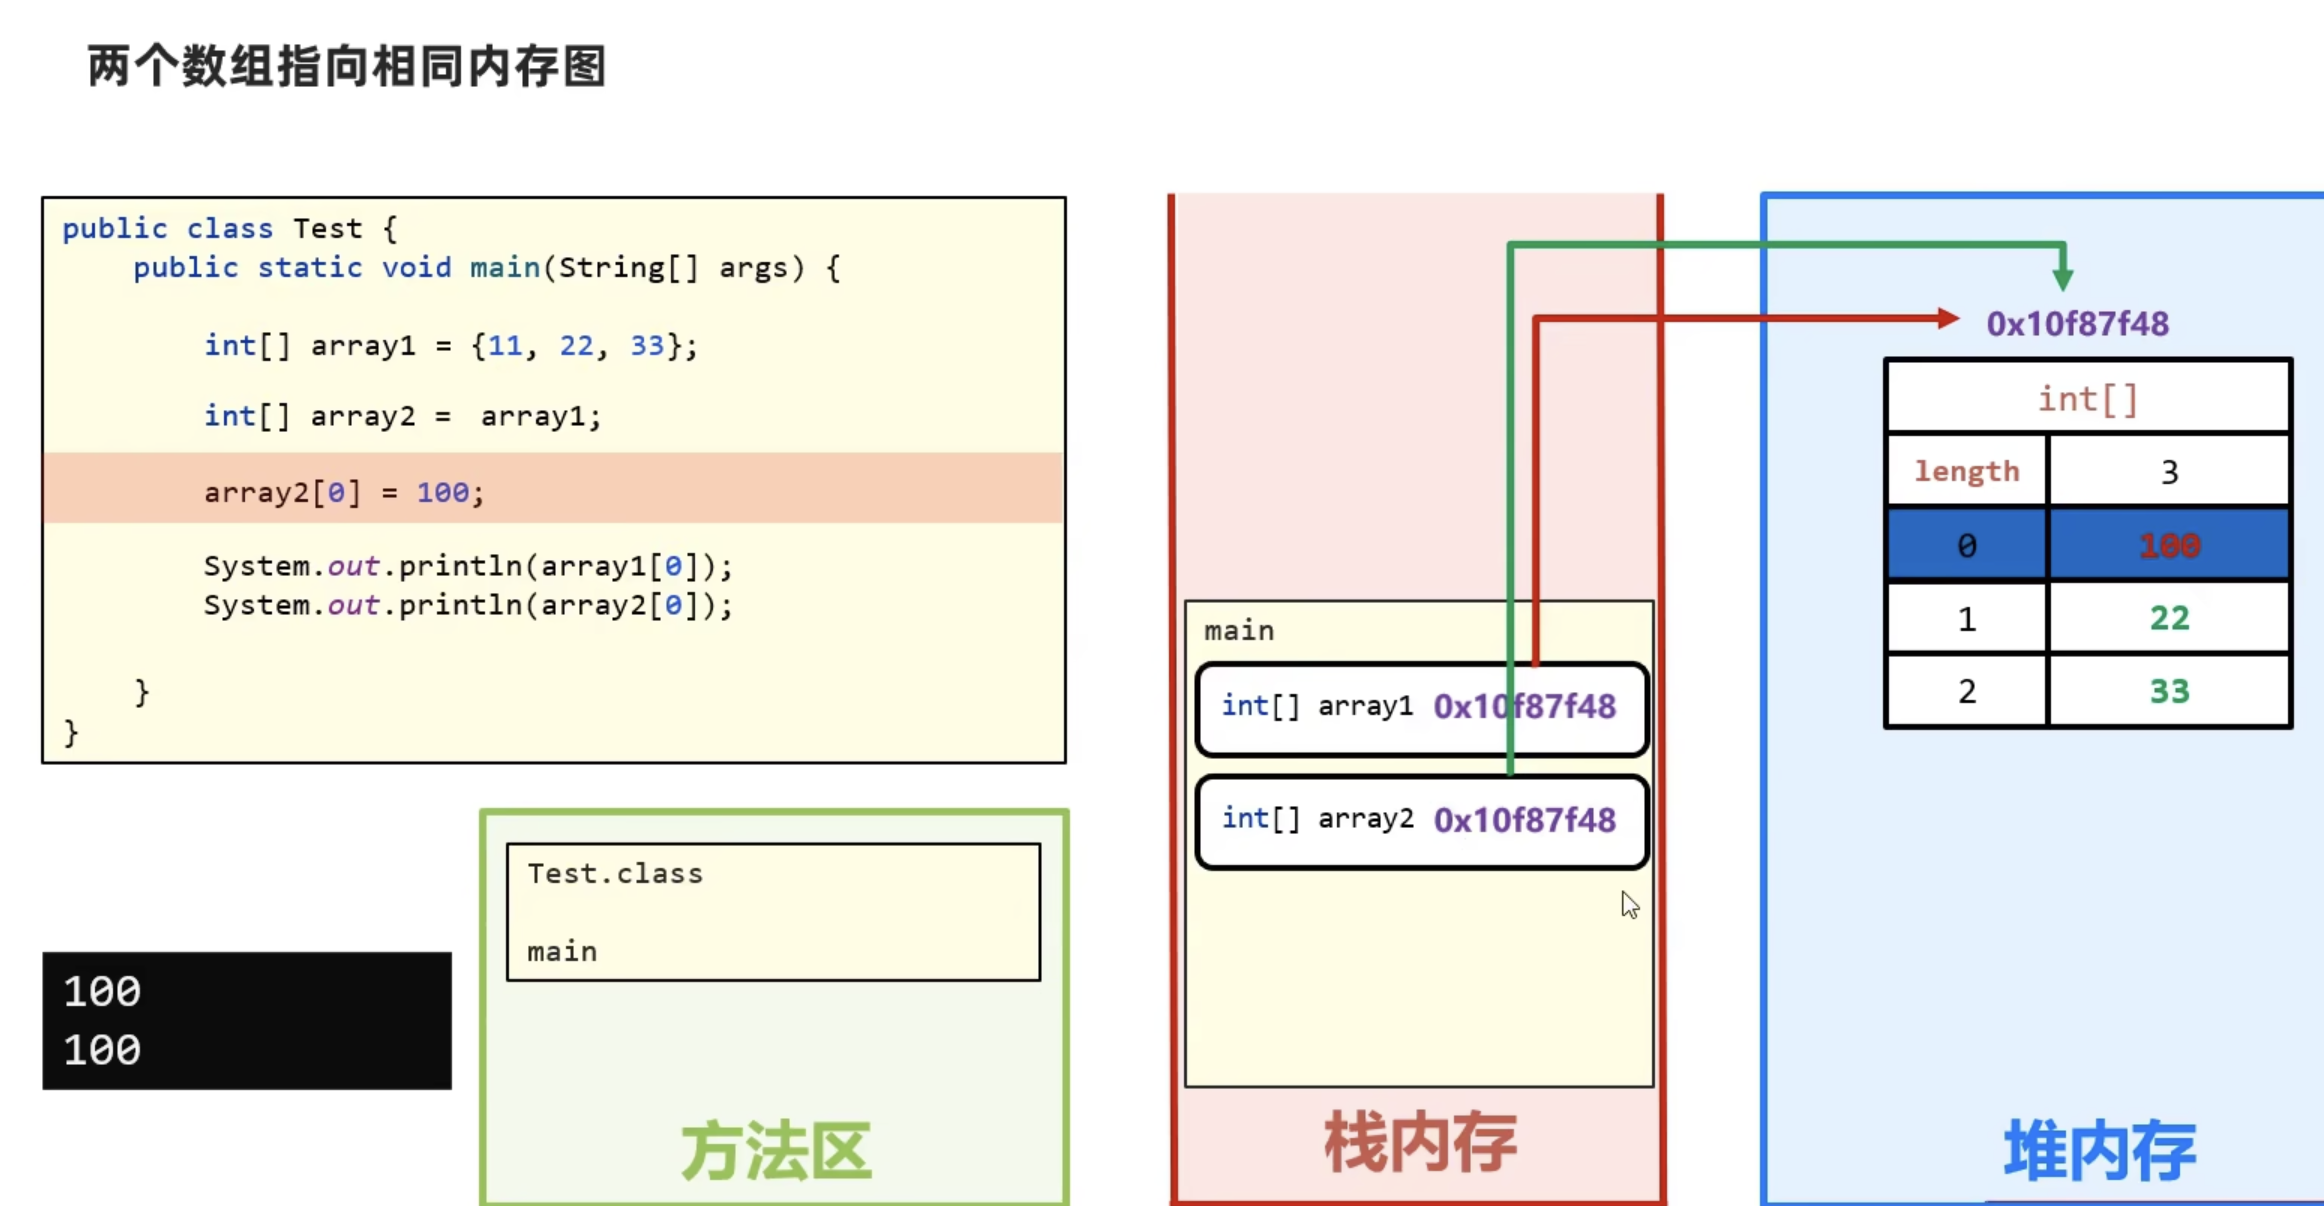 两个数组指向相同内存图
public class Test {
public static void main(String[] args) {
int[] array1 = {11, 22, 33};
int[] array2 = array1;
array2[0] = 100;
System.out.println(array1[0]);
System.out.println(array2[0]);
}
}
100
100
Test.class
main
方法区
main
int[] array1 0x10f87f48
int[] array2 0x10f87f48
栈内存
0x10f87f48
int[]
length 3
0 100
1 22
2 33
堆内存